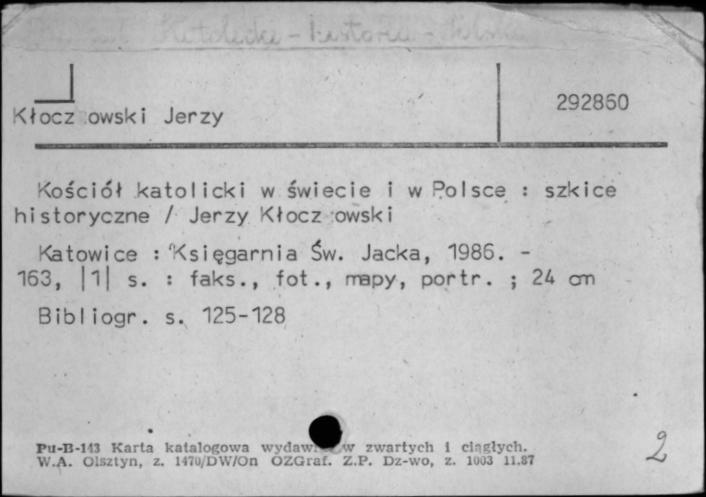 Katolicki - historia -
292860
Kłocz owski Jerzy
Kościół katolicki w świecie i w Polsce : szkice
historyczne / Jerzy Kłocz owski
Katowice : Księgarnia Św. Jacka, 1986. -
163, |1| s. : faks., fot., mapy, portr. ; 24 cm
Bibliogr. s. 125-128
Pu-B-143 Karta katalogowa wydaw w zwartych i ciągłych.
W.A. Olsztyn, z. 1470/DW/On OZGraf. Z.P. Dz-wo, z. 1003 11.87
2